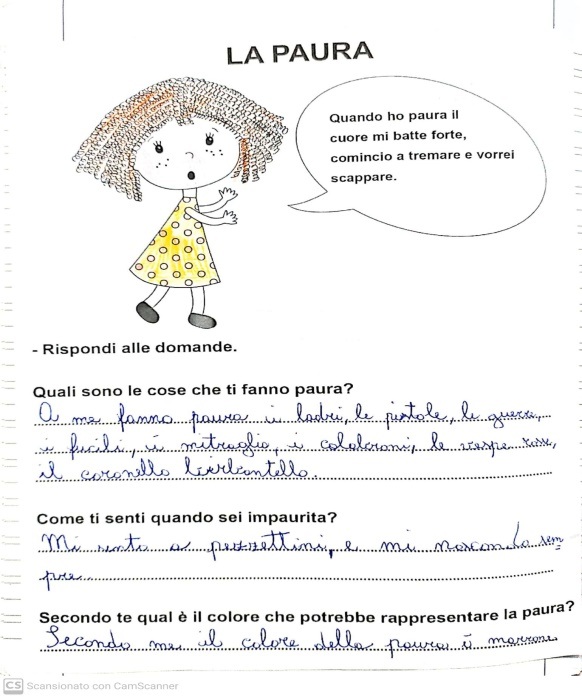 LA PAURA
Quando ho paura il
cuore mi batte forte,
comincio a tremare e vorrei
scappare.
- Rispondi alle domande.
Quali sono le cose che ti fanno paura?
A me fanno paura i ladri, le pistole, le guerre,
i fucili, i mitraglia, i calabroni, le vespe rosse,
il coronello
Come ti senti quando sei impaurita?
Mi sento a pezzettini, e mi nascondo sem
pre.
Secondo te qual è il colore che potrebbe rappresentare la paura?
Secondo me il colore della paura è marrone
CS Scansionato con CamScanner